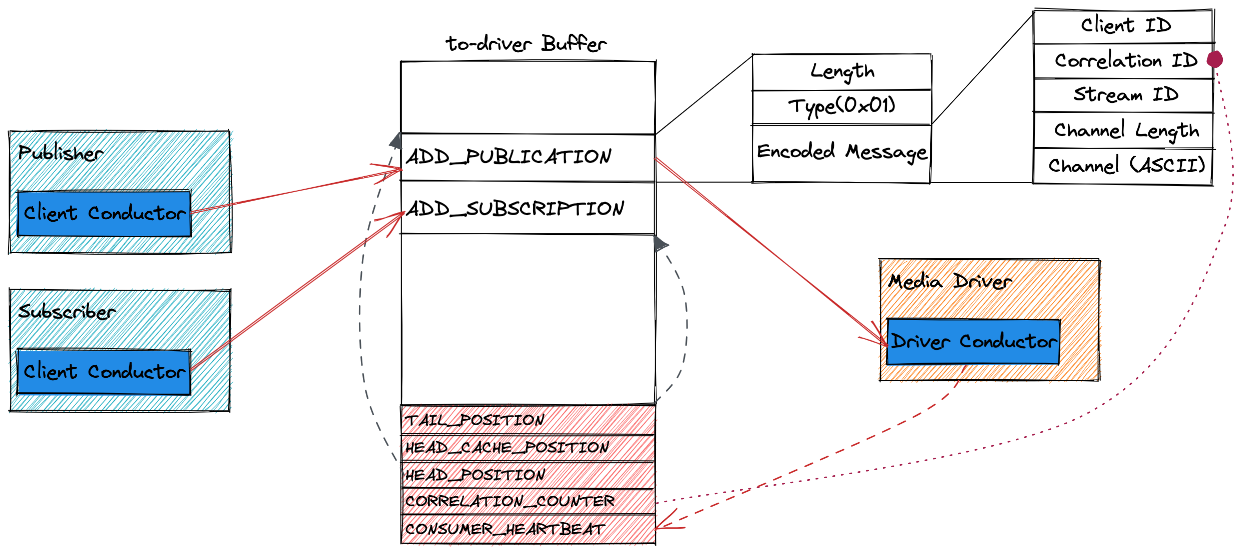 to-driver Buffer
Publisher
Client Conductor
Subscriber
Client Conductor
ADD_PUBLICATION
ADD_SUBSCRIPTION
TAIL_POSITION
HEAD_CACHE_POSITION
HEAD_POSITION
CORRELATION_COUNTER
CONSUMER_HEARTBEAT
Length
Type(0x01)
Encoded Message
Client ID
Correlation ID
Stream ID
Channel Length
Channel (ASCII)
Media Driver
Driver Conductor